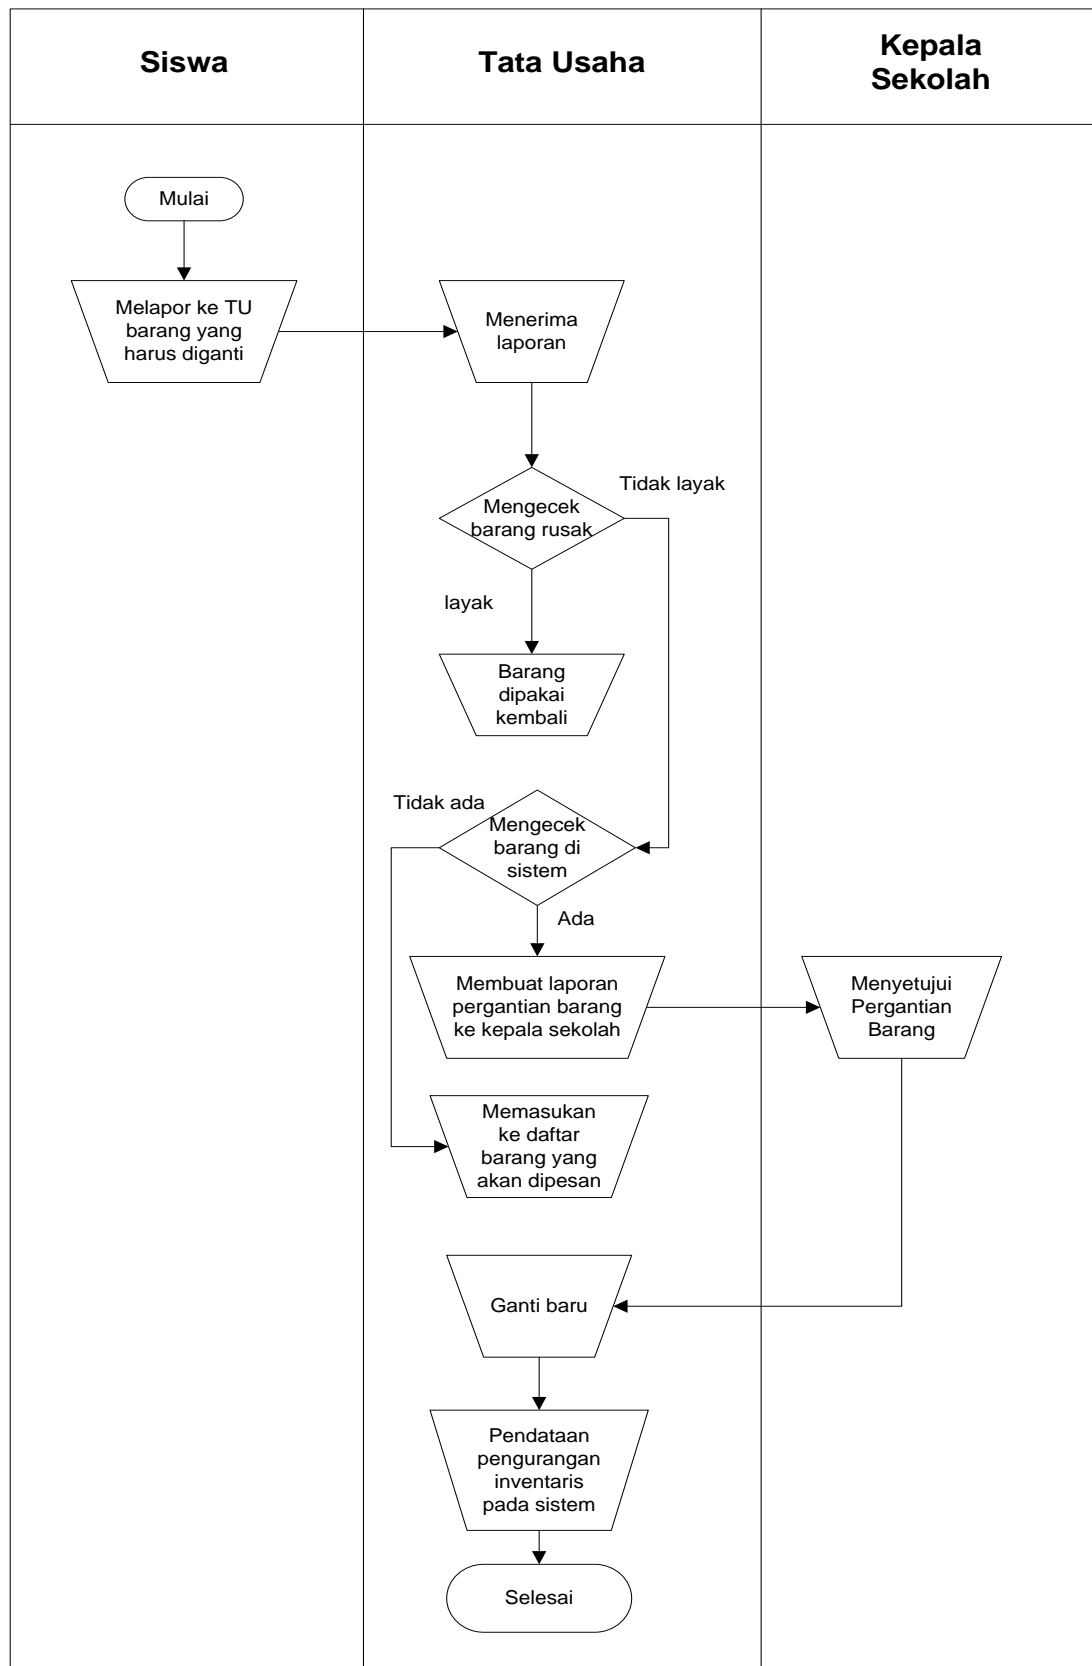 Siswa
Tata Usaha
Kepala
Sekolah
Mulai
Melapor ke TU
barang yang
harus diganti
Menerima
laporan
Mengecek
barang rusak
Tidak layak
layak
Barang
dipakai
kembali
Tidak ada
Mengecek
barang di
sistem
Ada
Membuat laporan
pergantian barang
ke kepala sekolah
Menyetujui
Pergantian
Barang
Memasukan
ke daftar
barang yang
akan dipesan
Ganti baru
Pendataan
pengurangan
inventaris
pada sistem
Selesai